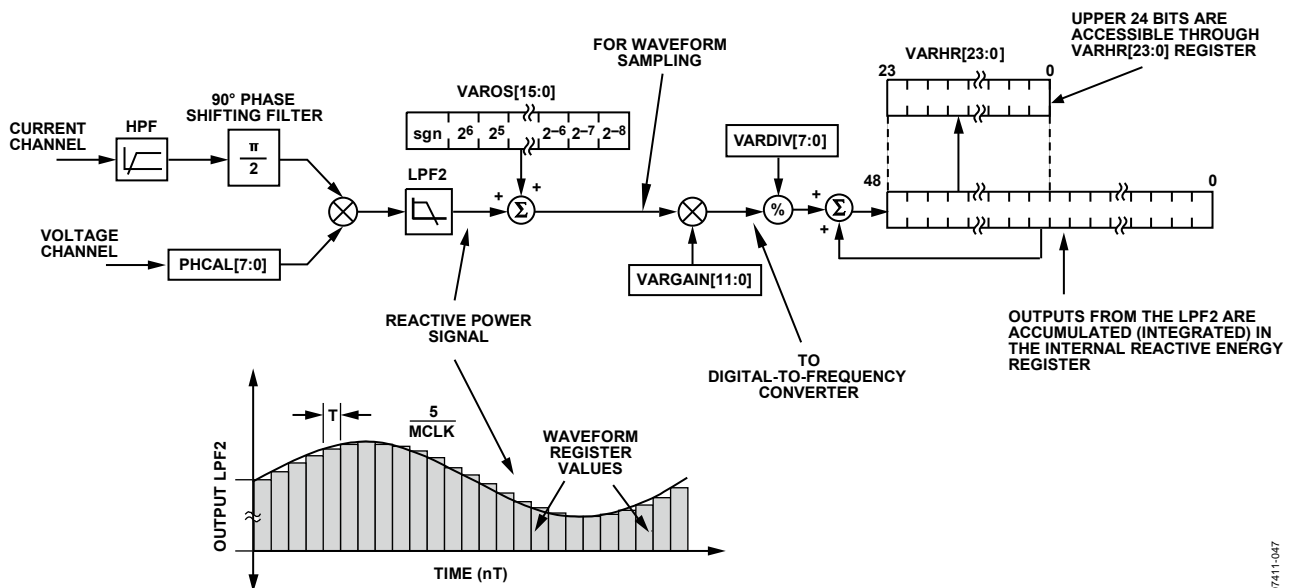 UPPER 24 BITS ARE
ACCESSIBLE THROUGH
VARHR[23:0] REGISTER
FOR WAVEFORM
SAMPLING
VARHR[23:0]
23
0
90° PHASE
SHIFTING FILTER
VAROS[15:0]
CURRENT
CHANNEL
HPF
π
2
sgn 2⁶ 2⁵ 2⁻⁶ 2⁻⁷ 2⁻⁸
VARDIV[7:0]
LPF2
+
+
Σ
%
+
+
Σ
48
0
VOLTAGE
CHANNEL
PHCAL[7:0]
VARGAIN[11:0]
REACTIVE POWER
SIGNAL
TO
DIGITAL-TO-FREQUENCY
CONVERTER
OUTPUTS FROM THE LPF2 ARE
ACCUMULATED (INTEGRATED) IN
THE INTERNAL REACTIVE ENERGY
REGISTER
OUTPUT LPF2
T
5
MCLK
WAVEFORM
REGISTER
VALUES
TIME (nT)
7411-047